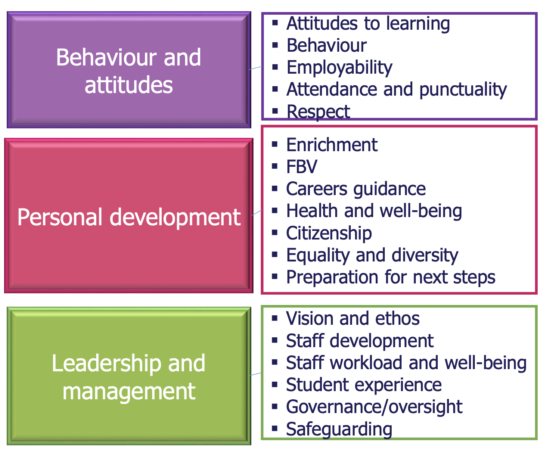 Behaviour and
attitudes
▪ Attitudes to learning
▪ Behaviour
▪ Employability
▪ Attendance and punctuality
▪ Respect
Personal development
▪ Enrichment
▪ FBV
▪ Careers guidance
▪ Health and well-being
▪ Citizenship
▪ Equality and diversity
▪ Preparation for next steps
Leadership and
management
▪ Vision and ethos
▪ Staff development
▪ Staff workload and well-being
▪ Student experience
▪ Governance/oversight
▪ Safeguarding